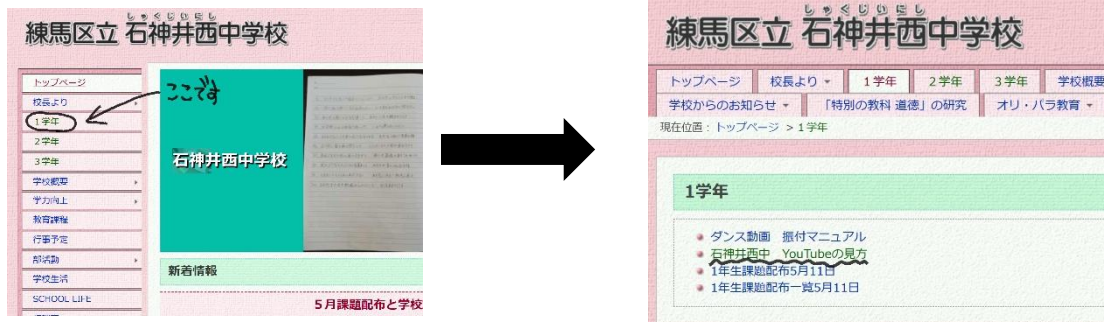 しゃくじいにし
練馬区立 石神井西中学校
トップページ
校長より
1学年
2学年
3学年
学校概要
学力向上
教育課程
行事予定
部活動
学校生活
SCHOOL LIFE
ここです
石神井西中学校
新着情報
5月課題配布と学校
しゃくじいにし
練馬区立 石神井西中学校
トップページ 校長より 1学年 2学年 3学年 学校概要
学校からのお知らせ 「特別の教科 道徳」の研究 オリ・パラ教育
現在位置: トップページ > 1学年
1学年
ダンス動画 振付マニュアル
石神井西中 YouTubeの見方
1年生課題配布5月11日
1年生課題配布一覧5月11日